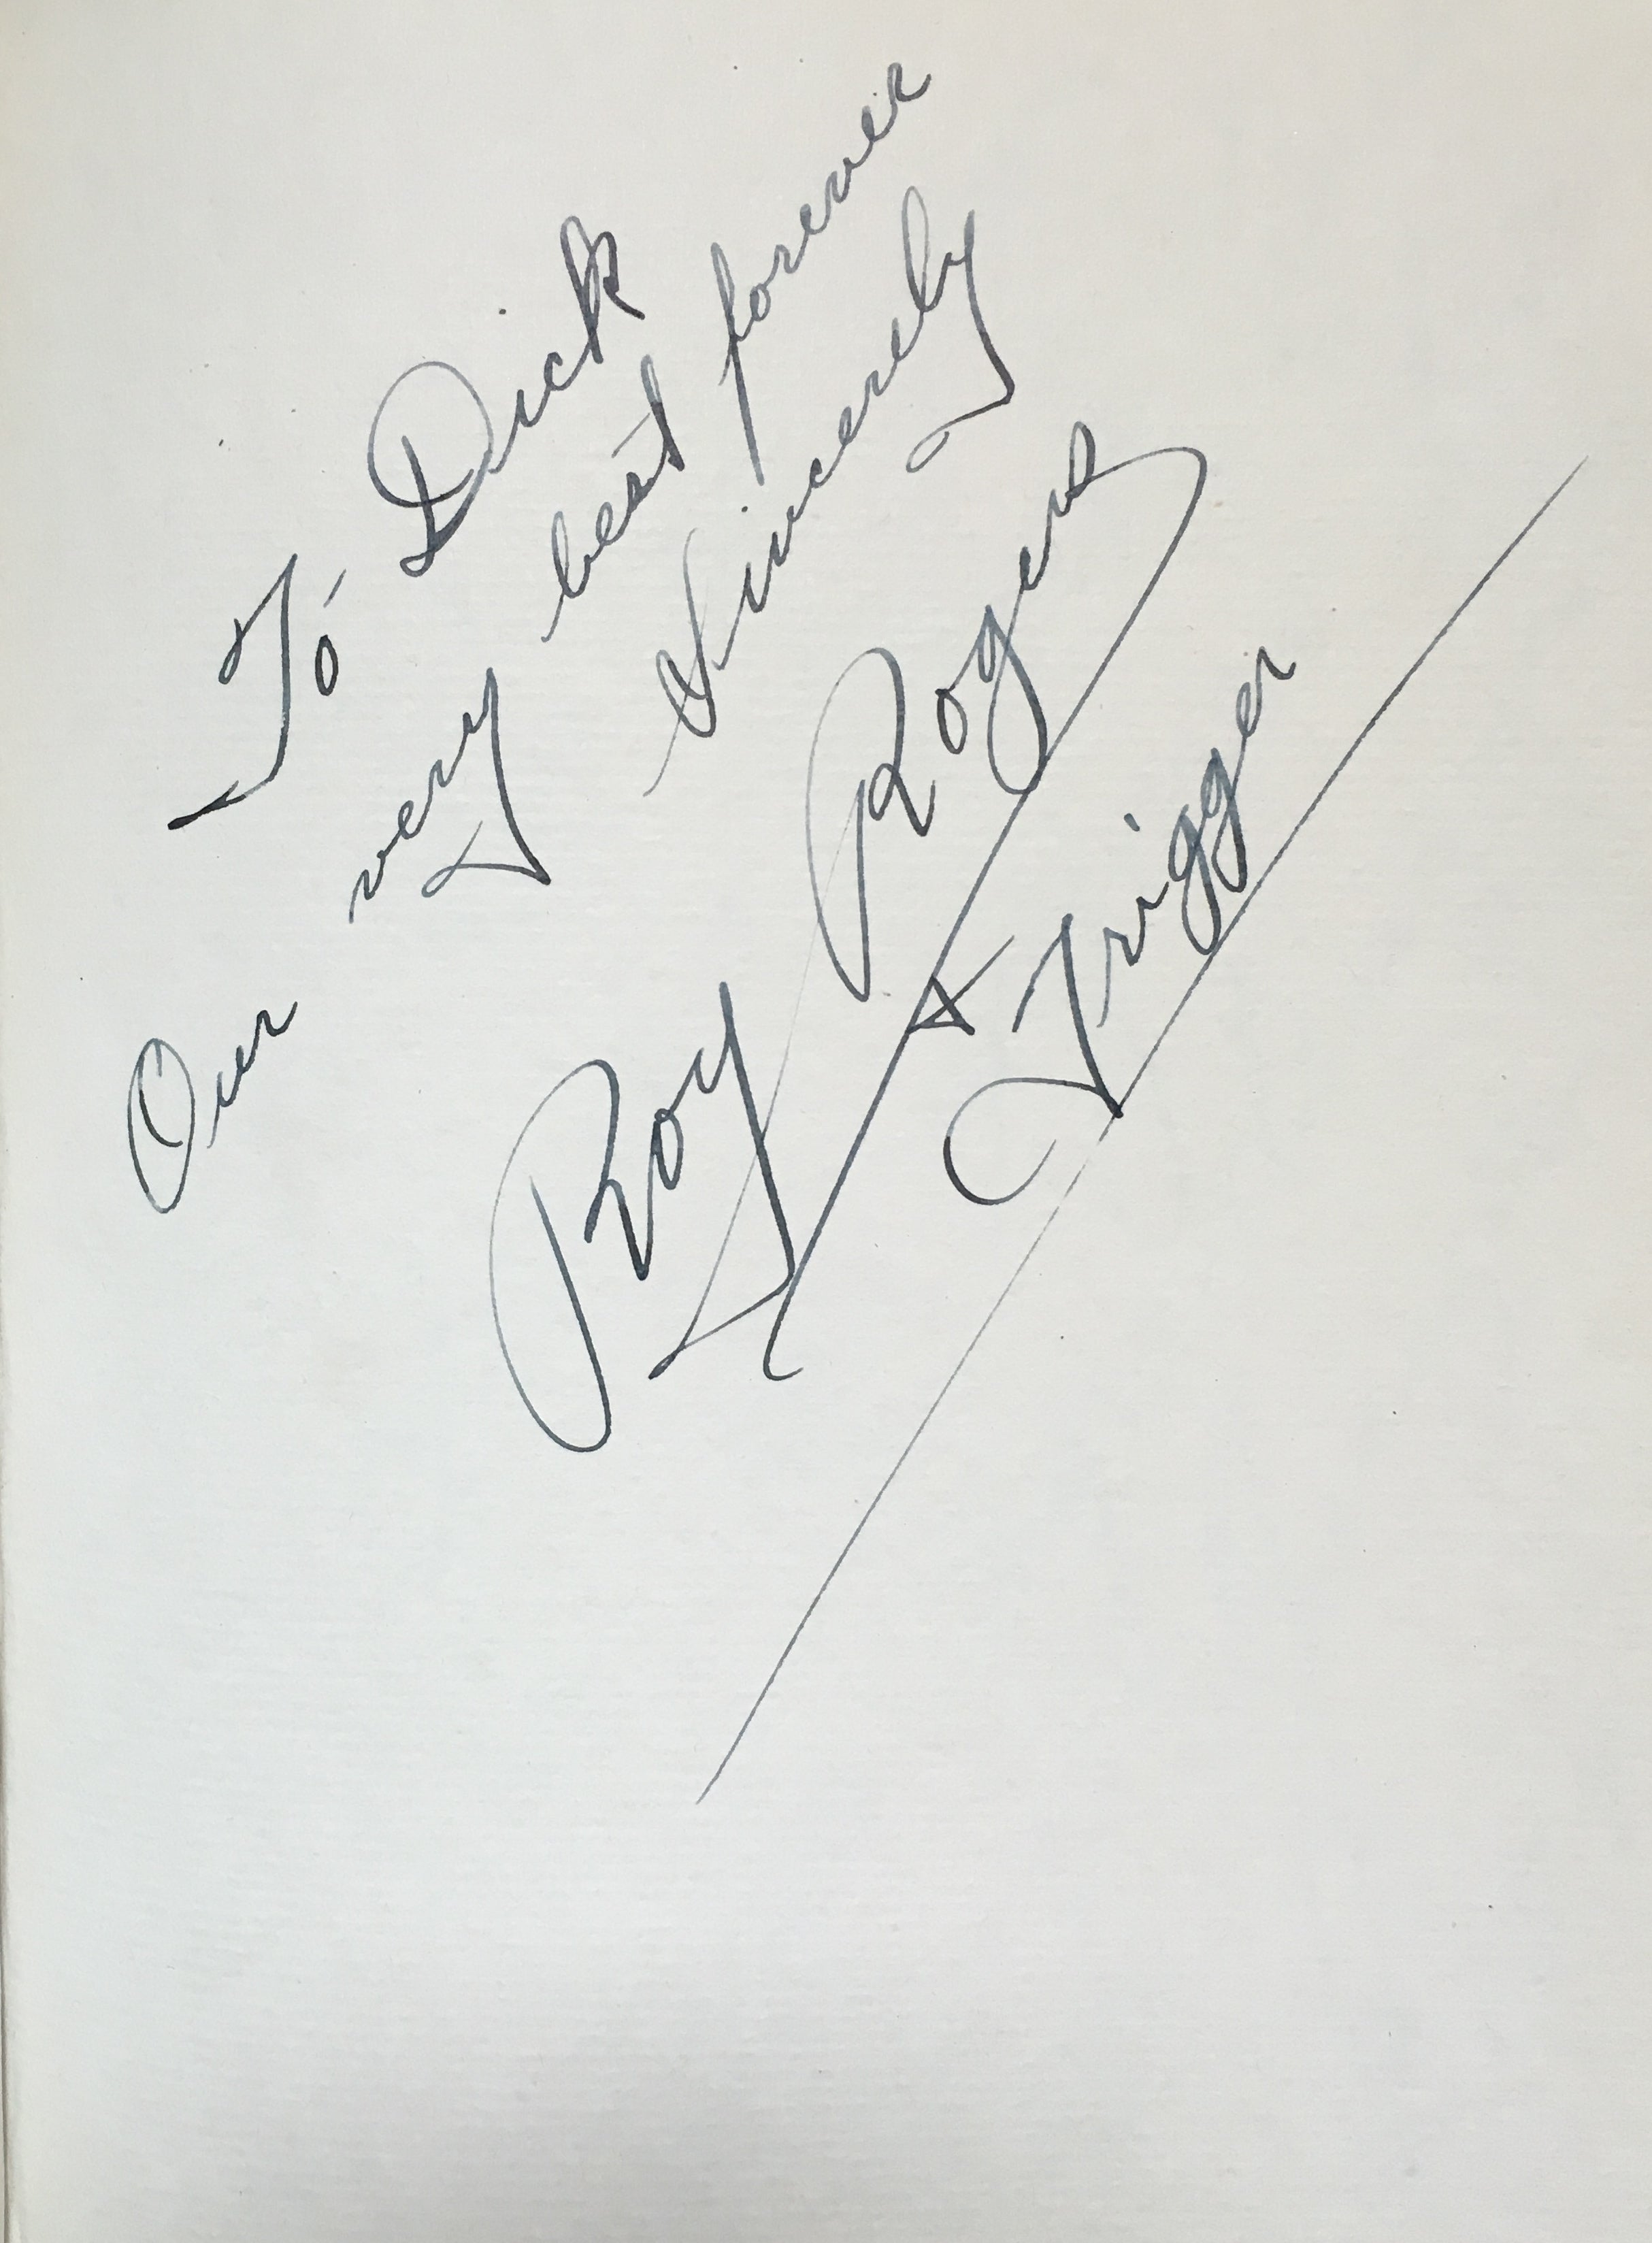 To Dick
Our very best forever
Sincerely
Roy Rogers
& Trigger